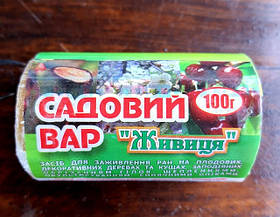 САДОВИЙ
ВАР
100г
"Живиця"
ЗАСІБ ДЛЯ ЗАЖИВЛЕННЯ РАН НА ПЛОДОВИХ,
ДЕКОРАТИВНИХ ДЕРЕВАХ ТА КУЩАХ, ЗАПОДІЯНИХ